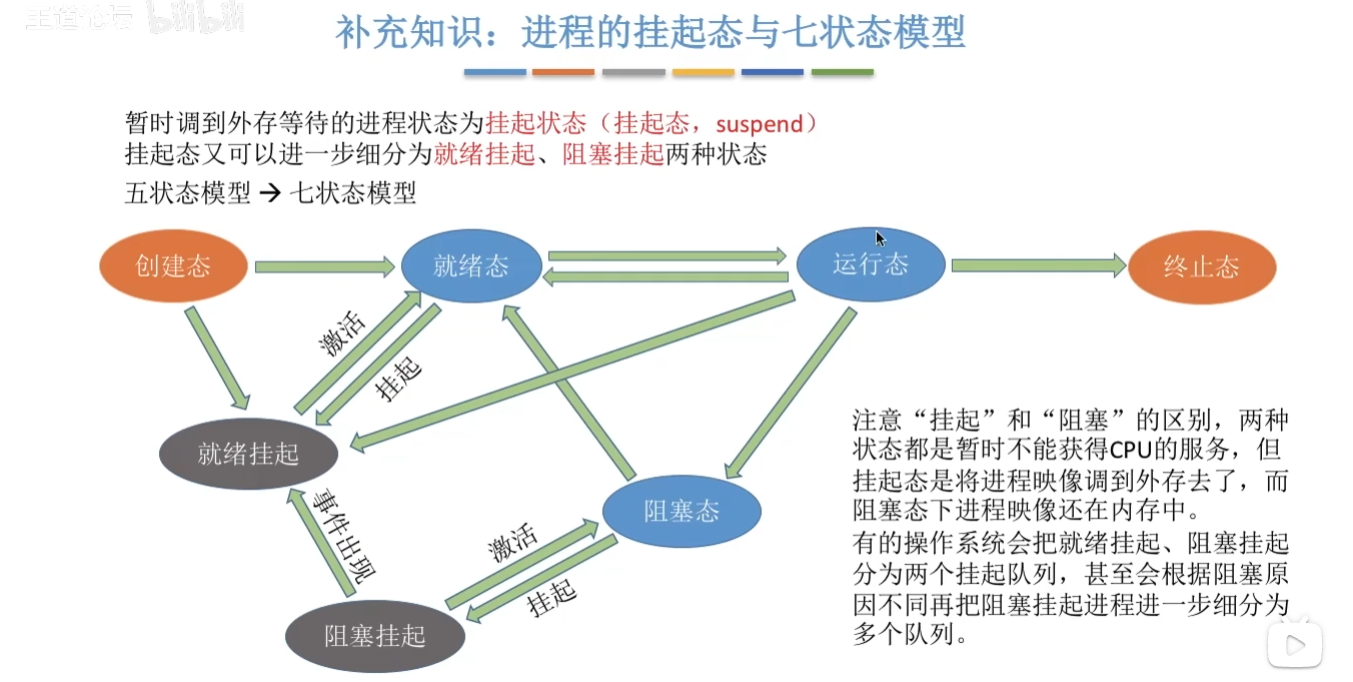 王道论坛 bilibili
补充知识：进程的挂起态与七状态模型
暂时调到外存等待的进程状态为挂起状态（挂起态，suspend）
挂起态又可以进一步细分为就绪挂起、阻塞挂起两种状态
五状态模型 → 七状态模型
创建态
就绪态
运行态
终止态
激活
挂起
就绪挂起
事件出现
阻塞态
激活
挂起
阻塞挂起
注意“挂起”和“阻塞”的区别，两种
状态都是暂时不能获得CPU的服务，但
挂起态是将进程映像调到外存去了，而
阻塞态下进程映像还在内存中。
有的操作系统会把就绪挂起、阻塞挂起
分为两个挂起队列，甚至会根据阻塞原
因不同再把阻塞挂起进程进一步细分为
多个队列。